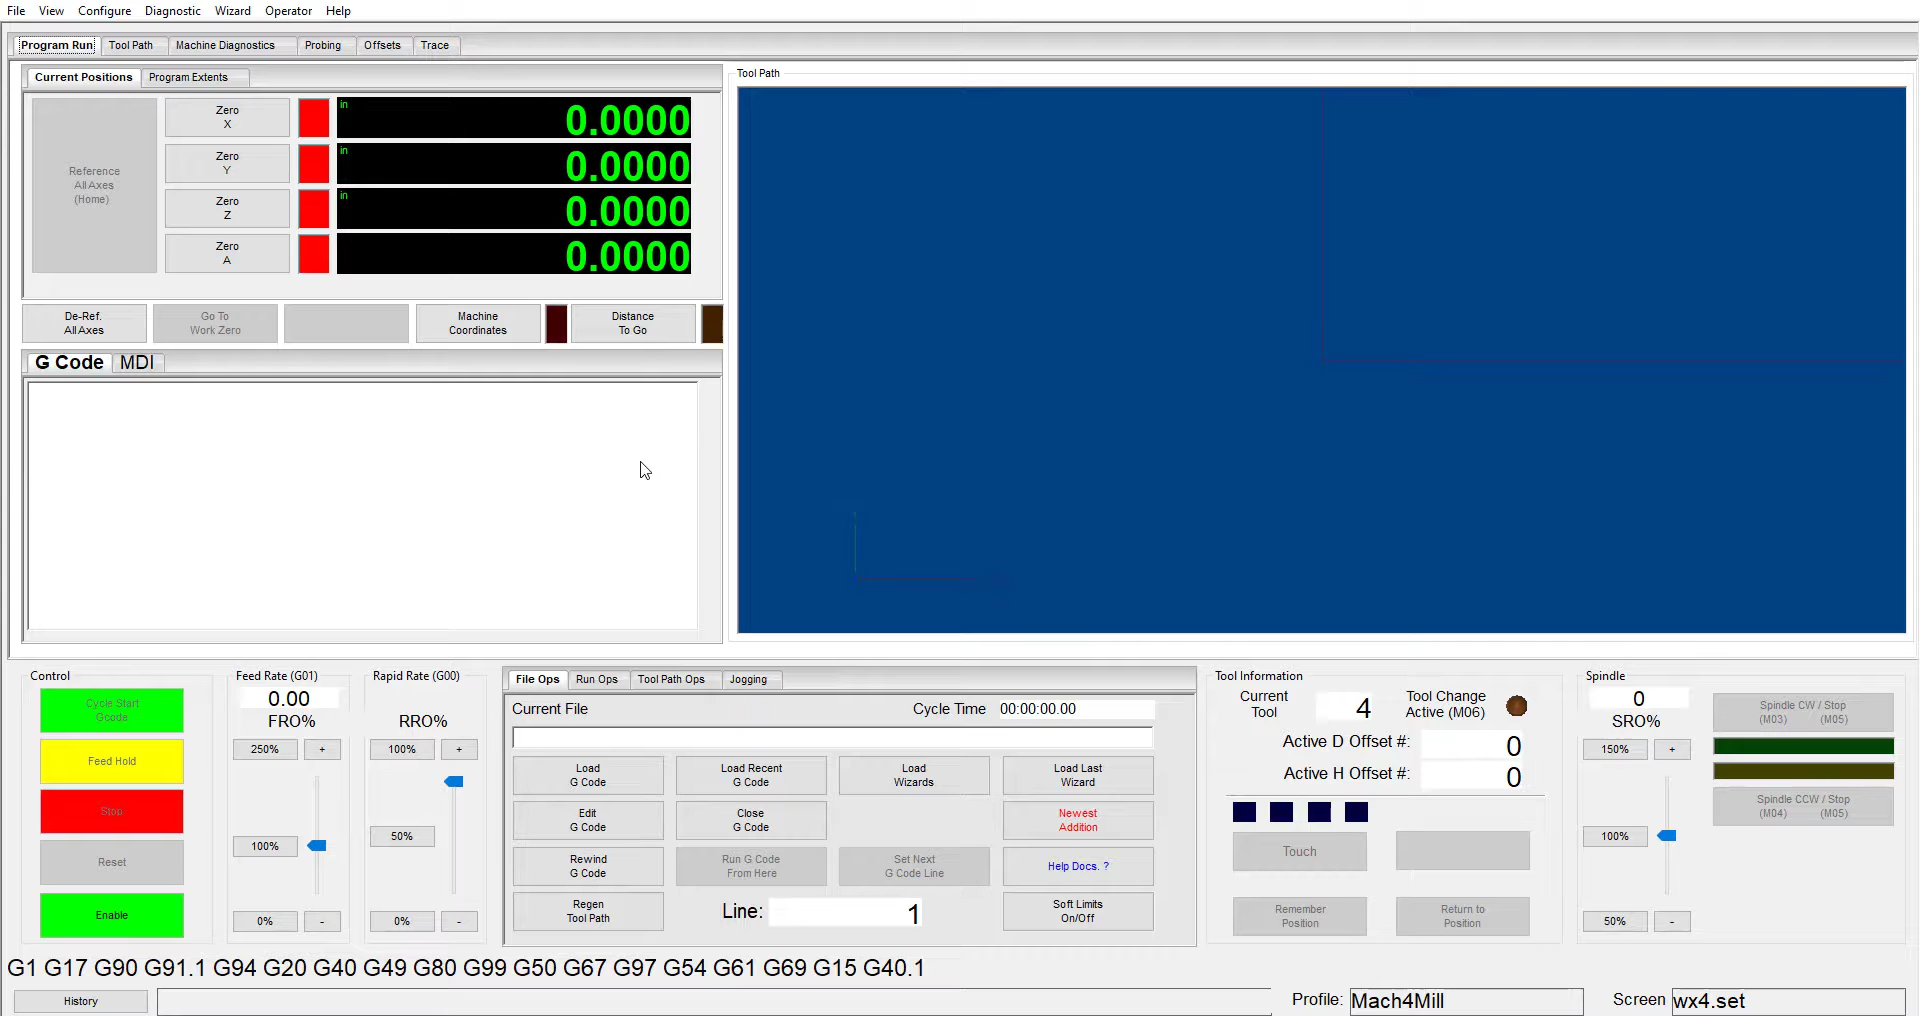 File View Configure Diagnostic Wizard Operator Help
Program Run Tool Path Machine Diagnostics Probing Offsets Trace
Current Positions Program Extents
Tool Path
Reference
All Axes
(Home)
Zero
X
in
0.0000
Zero
Y
in
0.0000
Zero
Z
in
0.0000
Zero
A
0.0000
De-Ref.
All Axes
Go To
Work Zero
Machine
Coordinates
Distance
To Go
G Code MDI
Control
Cycle Start
Gcode
Feed Hold
Stop
Reset
Enable
Feed Rate (G01)
0.00
FRO%
250% +
100%
0% -
Rapid Rate (G00)
RRO%
100% +
50%
0% -
File Ops Run Ops Tool Path Ops Jogging
Current File Cycle Time 00:00:00.00
Load
G Code
Load Recent
G Code
Load
Wizards
Load Last
Wizard
Edit
G Code
Close
G Code
Newest
Addition
Rewind
G Code
Run G Code
From Here
Set Next
G Code Line
Help Docs. ?
Regen
Tool Path
Line: 1
Soft Limits
On/Off
Tool Information
Current
Tool
4
Tool Change
Active (M06)
Active D Offset #: 0
Active H Offset #: 0
Touch
Remember
Position
Return to
Position
Spindle
0
SRO%
150% +
100%
50% -
Spindle CW / Stop
(M03) (M05)
Spindle CCW / Stop
(M04) (M05)
G1 G17 G90 G91.1 G94 G20 G40 G49 G80 G99 G50 G67 G97 G54 G61 G69 G15 G40.1
History
Profile: Mach4Mill
Screen wx4.set